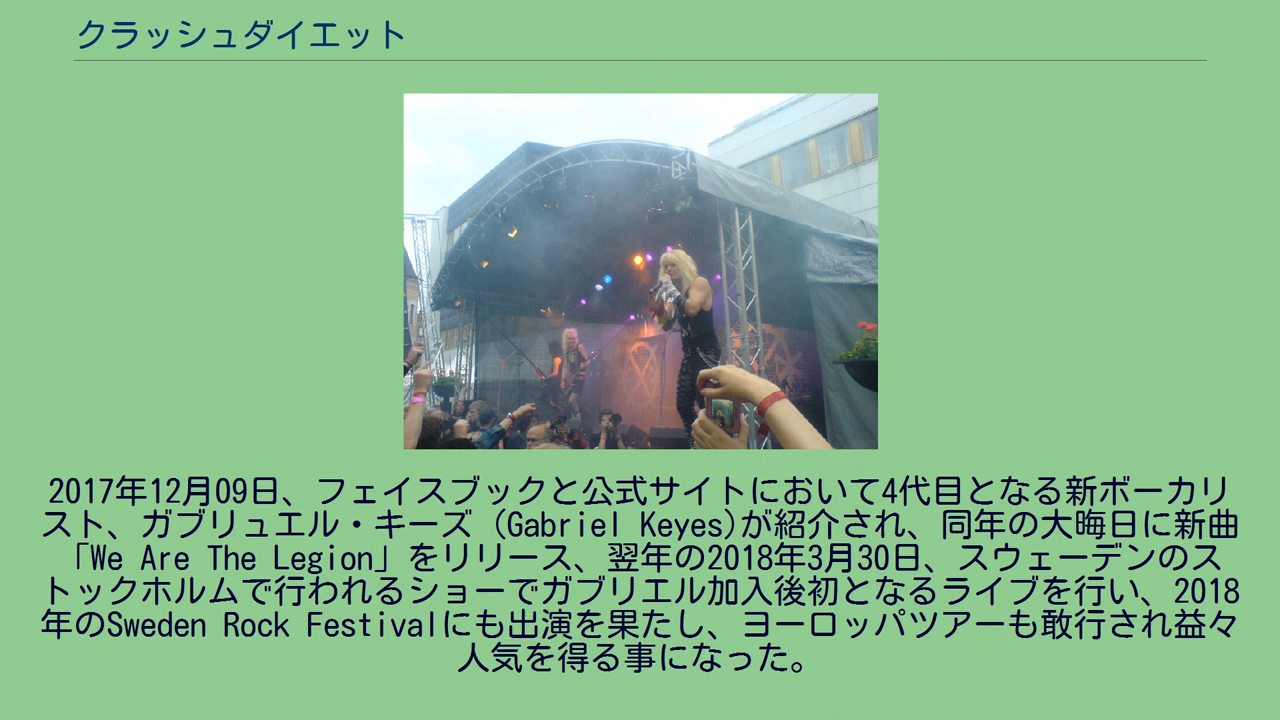 クラッシュダイエット
2017年12月09日、フェイスブックと公式サイトにおいて4代目となる新ボーカリ
スト、ガブリュエル・キーズ (Gabriel Keyes)が紹介され、同年の大晦日に新曲
「We Are The Legion」をリリース、翌年の2018年3月30日、スウェーデンのス
トックホルムで行われるショーでガブリエル加入後初となるライブを行い、2018
年のSweden Rock Festivalにも出演を果たし、ヨーロッパツアーも敢行され益々
人気を得る事になった。